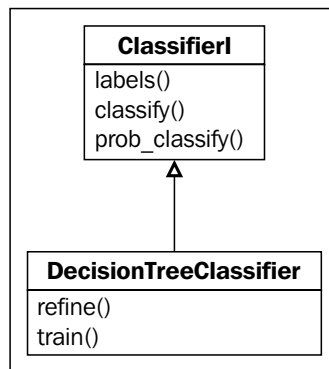 ClassifierI
labels()
classify()
prob_classify()
DecisionTreeClassifier
refine()
train()